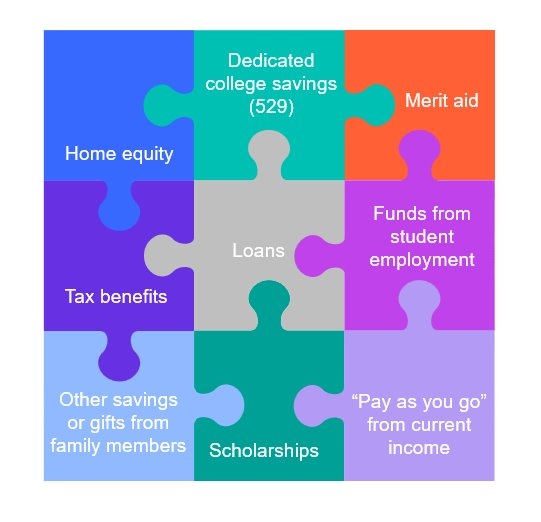 Dedicated
college savings
(529)
Merit aid
Home equity
Funds from
student
employment
Loans
Tax benefits
Other savings
or gifts from
family members
“Pay as you go”
from current
income
Scholarships